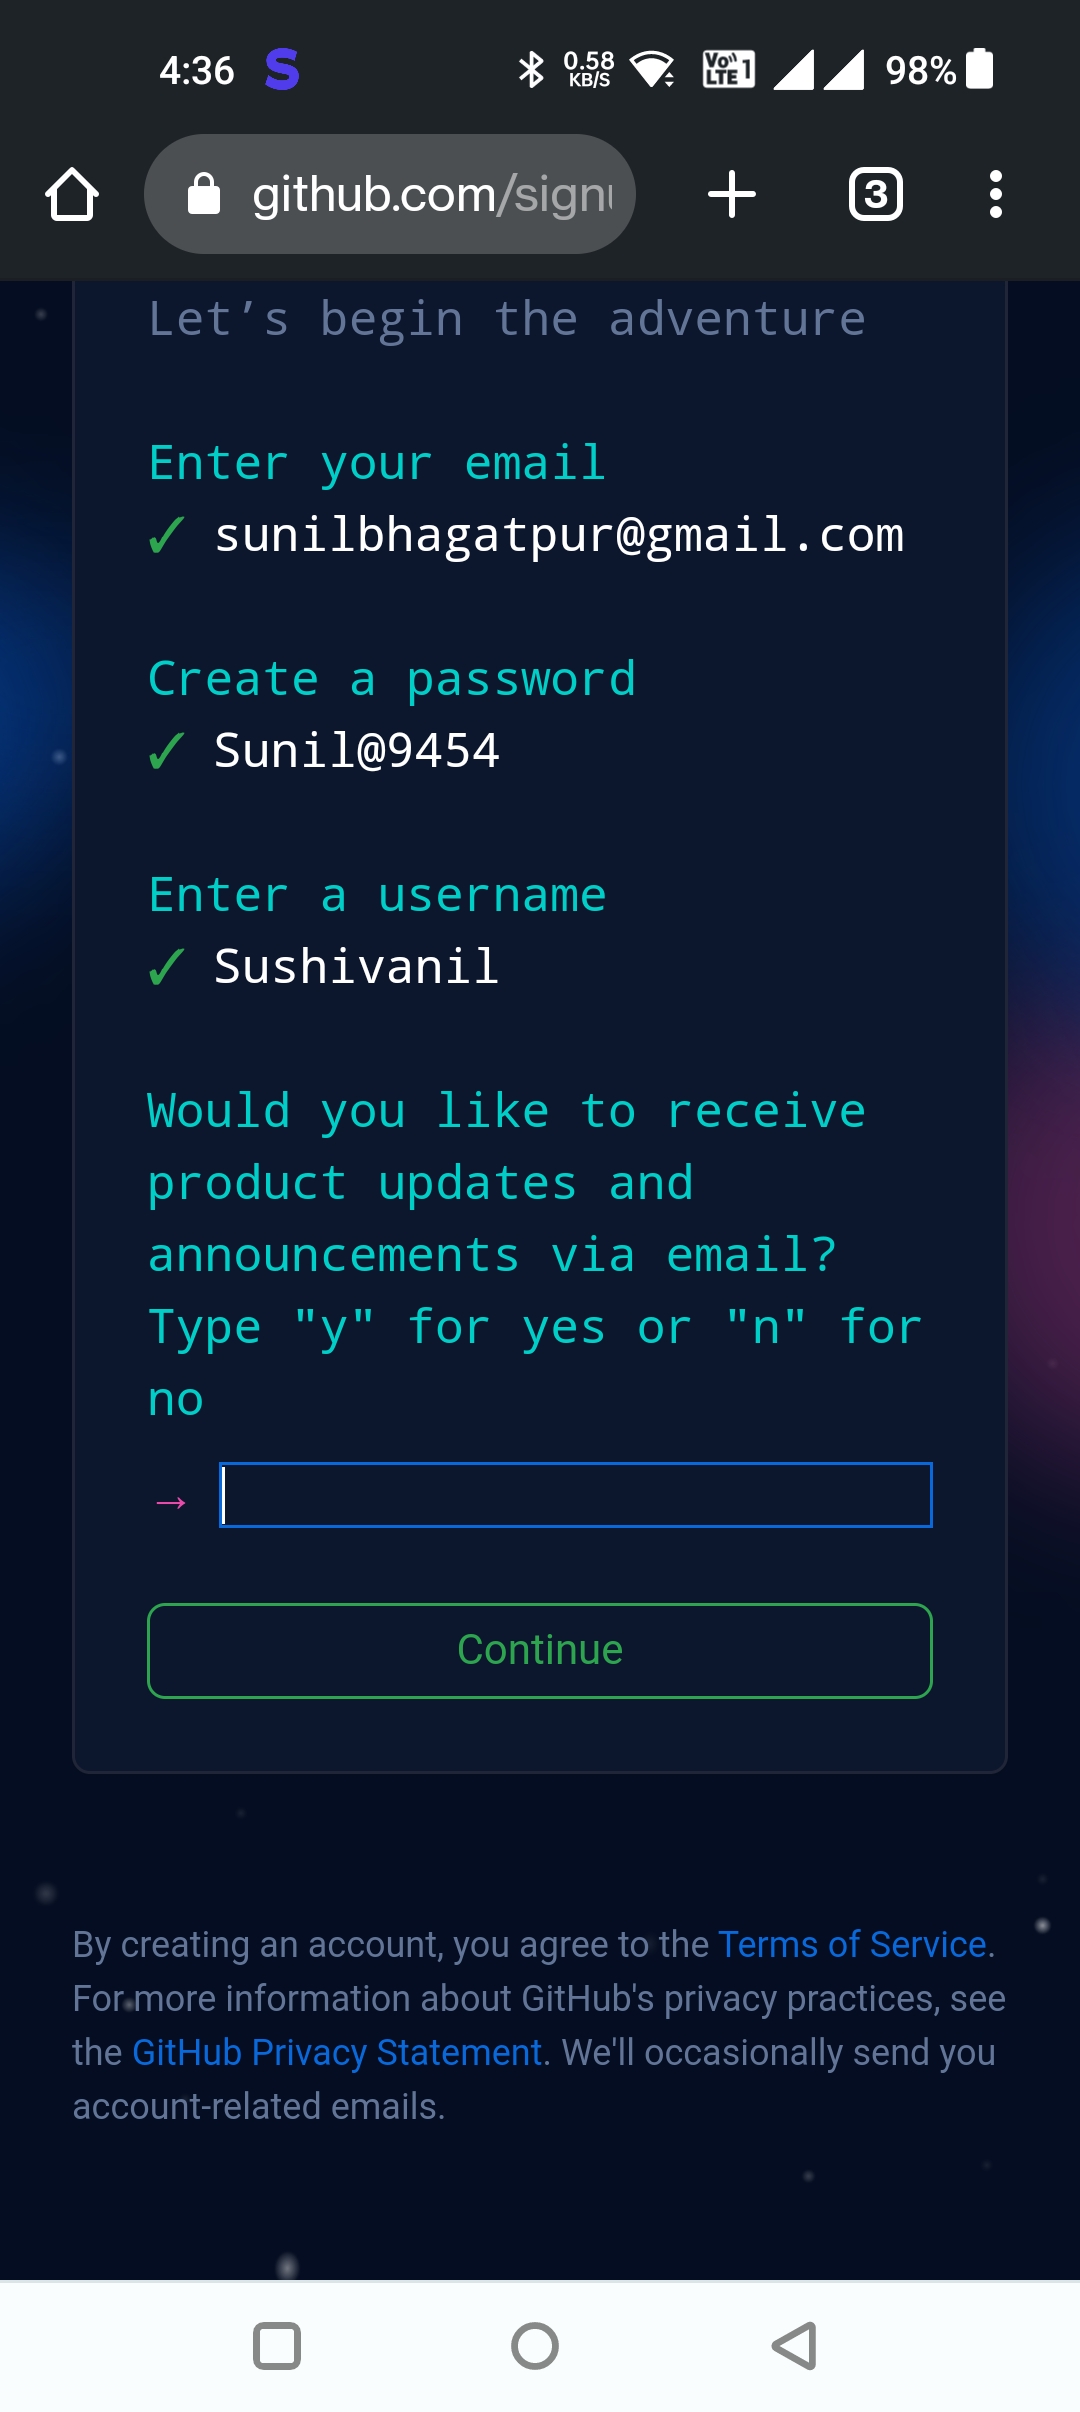 4:36 S 0.58 KB/S Vo)) LTE 1 98%
github.com/sign
3
Let’s begin the adventure
Enter your email
✓ sunilbhagatpur@gmail.com
Create a password
✓ Sunil@9454
Enter a username
✓ Sushivanil
Would you like to receive
product updates and
announcements via email?
Type "y" for yes or "n" for
no
→
Continue
By creating an account, you agree to the Terms of Service.
For more information about GitHub's privacy practices, see
the GitHub Privacy Statement. We'll occasionally send you
account-related emails.